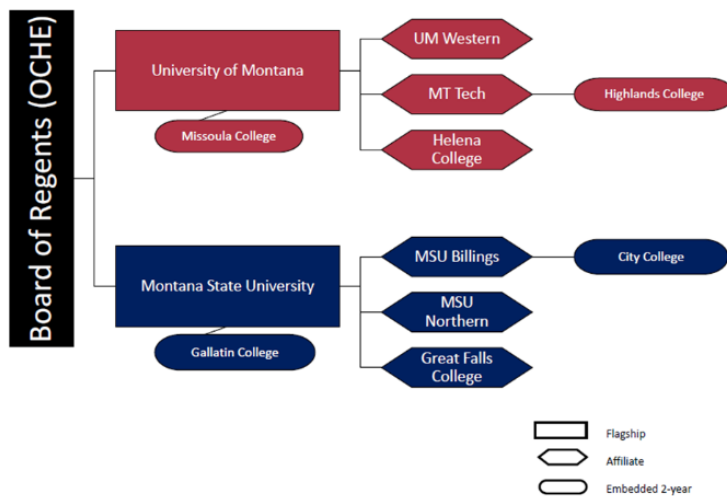 Board of Regents (OCHE)
University of Montana
Missoula College
UM Western
MT Tech
Highlands College
Helena
College
Montana State University
Gallatin College
MSU Billings
City College
MSU
Northern
Great Falls
College
Flagship
Affiliate
Embedded 2-year